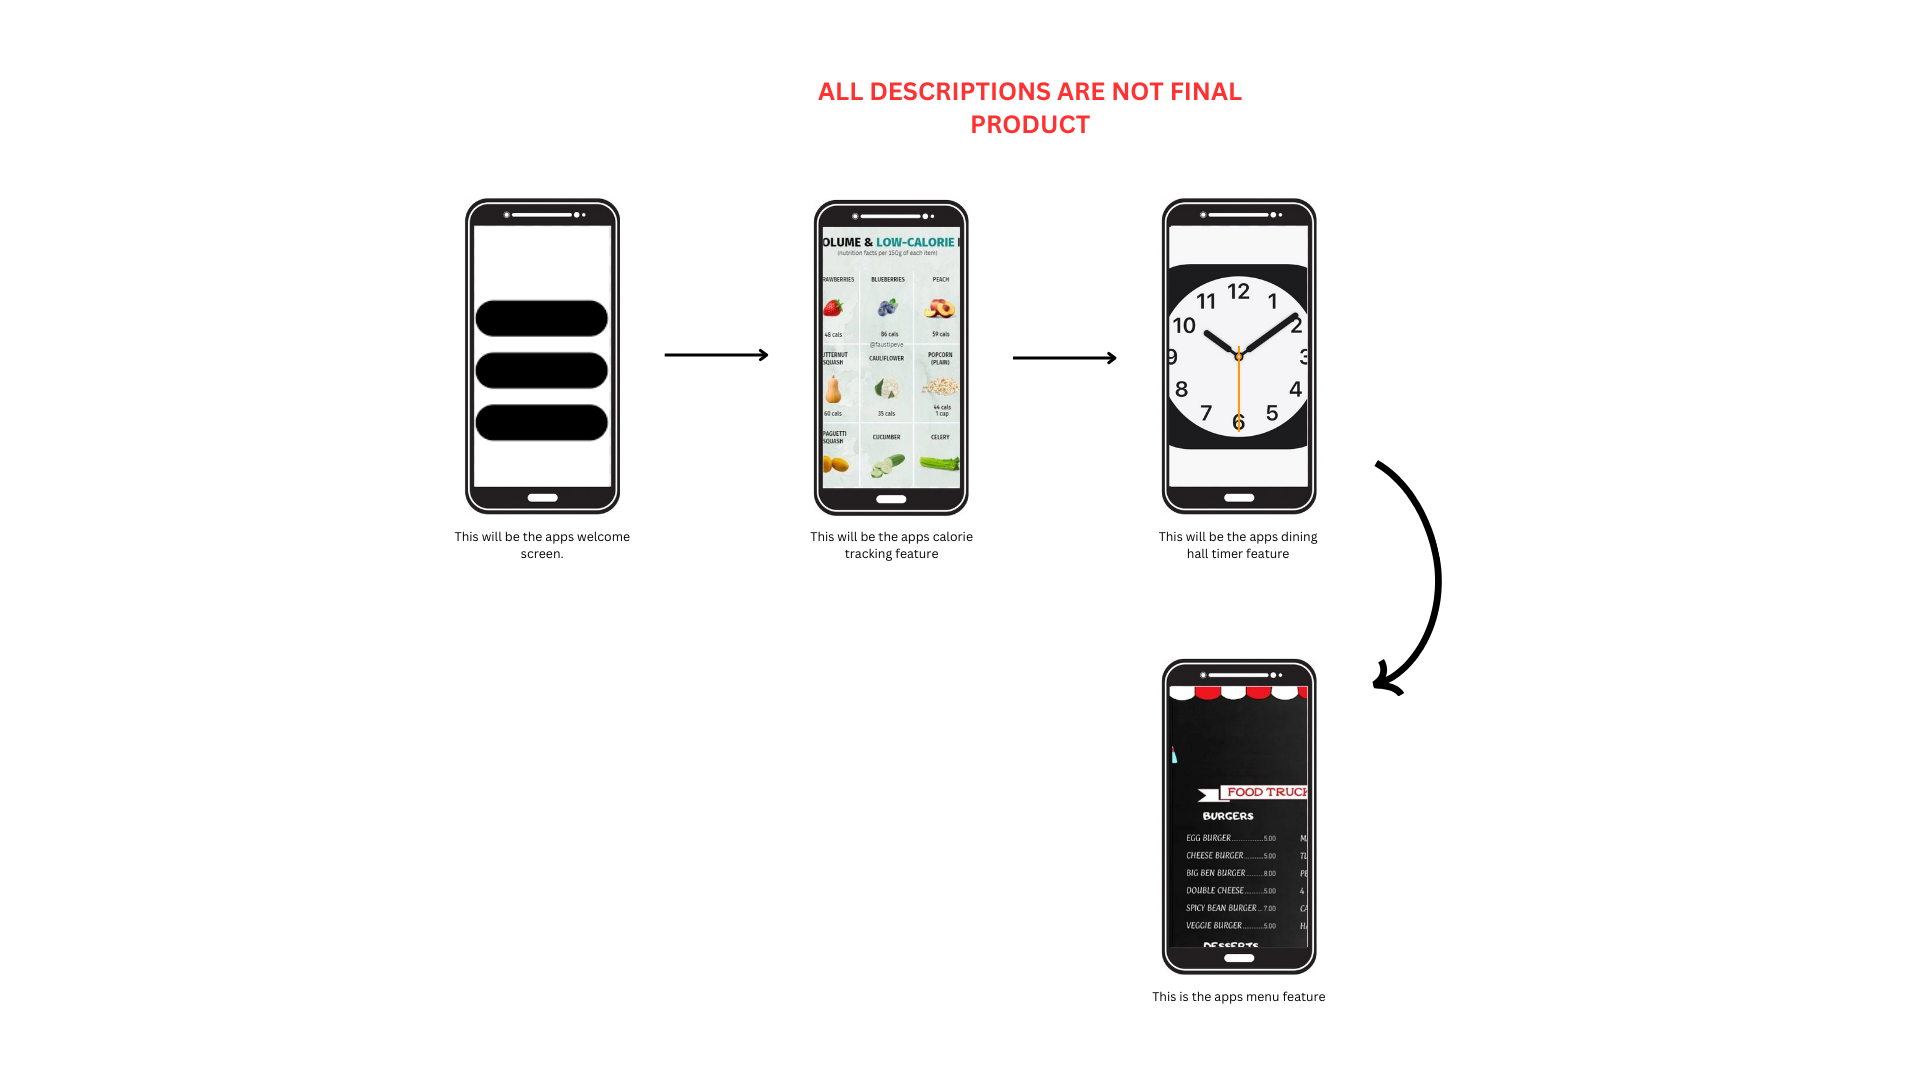 ALL DESCRIPTIONS ARE NOT FINAL
PRODUCT
OLUME & LOW-CALORIE
(nutrition facts per 150g of each item)
RAWBERRIES BLUEBERRIES PEACH
48 cals 86 cals 59 cals
@faustipeve
UTTERNUT SQUASH CAULIFLOWER POPCORN (PLAIN)
60 cals 35 cals 44 cals
1 cup
PAGUETTI SQUASH CUCUMBER CELERY
12
11 1
10 2
9 3
8 4
7 5
6
This will be the apps welcome
screen.
This will be the apps calorie
tracking feature
This will be the apps dining
hall timer feature
FOOD TRUCK
BURGERS
EGG BURGER................5.00
CHEESE BURGER.........5.00
BIG BEN BURGER........8.00
DOUBLE CHEESE.........5.00
SPICY BEAN BURGER...7.00
VEGGIE BURGER..........5.00
DESSERTS
This is the apps menu feature